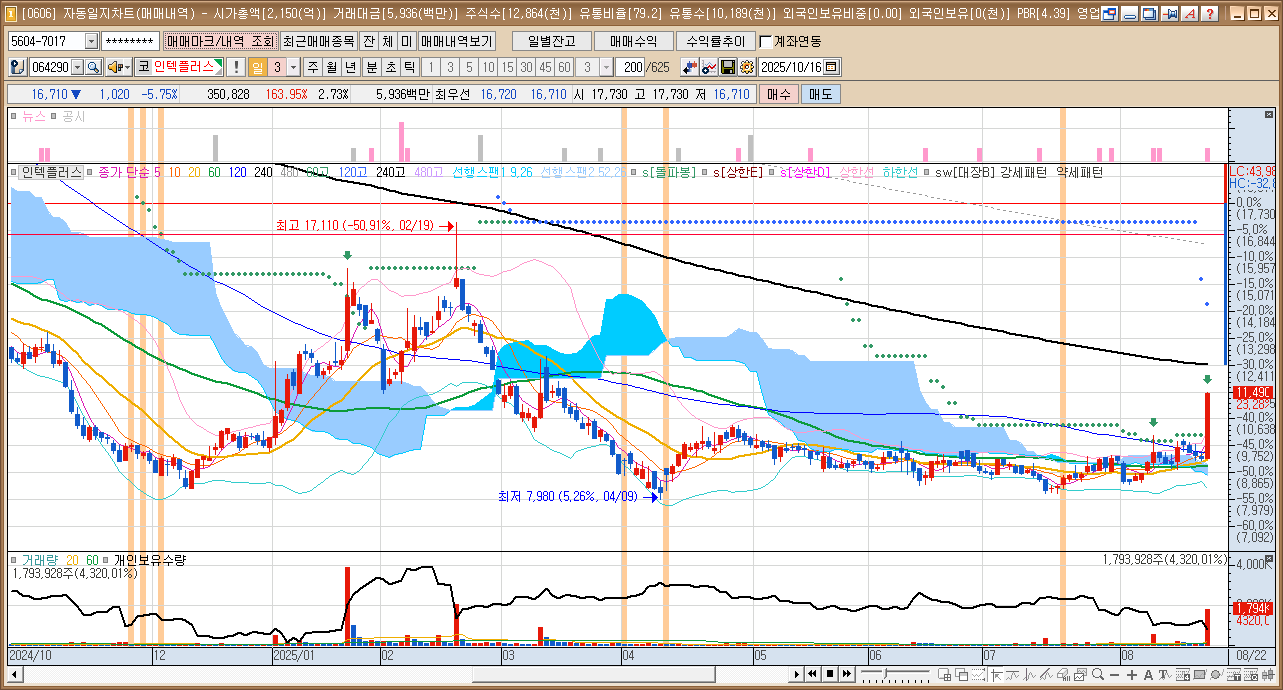 [0606] 자동일지차트(매매내역) - 시가총액[2,150(억)] 거래대금[5,936(백만)] 주식수[12,864(천)] 유통비율[79.2] 유통수[10,189(천)] 외국인보유비중[0.00] 외국인보유[0(천)] PBR[4.39] 영업
5604-7017 ******** 매매마크/내역 조회 최근매매종목 잔 체 미 매매내역보기 일별잔고 매매수익 수익률추이 계좌연동
064290 코 인텍플러스 ! 일 3 주 월 년 분 초 틱 1 3 5 10 15 30 45 60 3 200 /625 2025/10/16
16,710 ▼ 1,020 -5.75% 350,828 163.95% 2.73% 5,936백만 최우선 16,720 16,710 시 17,730 고 17,730 저 16,710 매수 매도
뉴스 공시
인텍플러스 종가 단순 5 10 20 60 120 240 480 60고 120고 240고 480고 선행스팬1 9,26 선행스팬2 52,26 s[돌파봉] s[상한E] s[상한D] 상한선 하한선 sw[대장B] 강세패턴 약세패턴
LC:43,98
HC:-32,8
0,0%
(17,730
-5,0%
(16,844
-10,0%
(15,957
-15,0%
(15,071
-20,0%
(14,184
-25,0%
(13,298
-30,0%
(12,411
11,490
23,28%
-40,0%
(10,638
-45,0%
(9,752)
-50,0%
(8,865)
-55,0%
(7,979)
-60,0%
(7,092)
최고 17,110 (-50,91%, 02/19)
최저 7,980 (5,26%, 04/09)
거래량 20 60 개인보유수량
1,793,928주(4,320,01%)
1,793,928주(4,320,01%)
4,000K
1,794K
4320,0
2024/10 12 2025/01 02 03 04 05 06 07 08 08/22